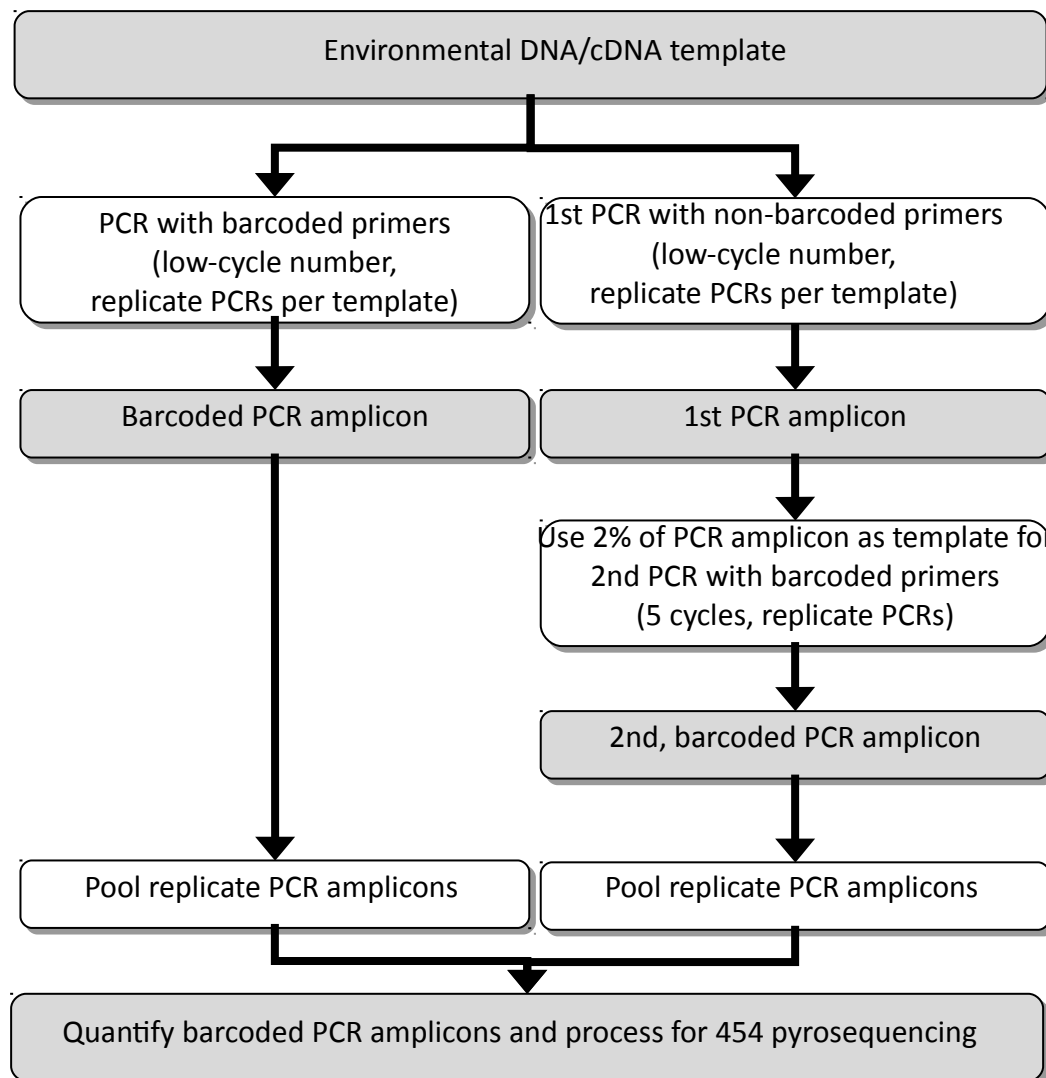 Environmental DNA/cDNA template
PCR with barcoded primers
(low-cycle number,
replicate PCRs per template)
1st PCR with non-barcoded primers
(low-cycle number,
replicate PCRs per template)
Barcoded PCR amplicon
1st PCR amplicon
Use 2% of PCR amplicon as template for
2nd PCR with barcoded primers
(5 cycles, replicate PCRs)
2nd, barcoded PCR amplicon
Pool replicate PCR amplicons
Pool replicate PCR amplicons
Quantify barcoded PCR amplicons and process for 454 pyrosequencing